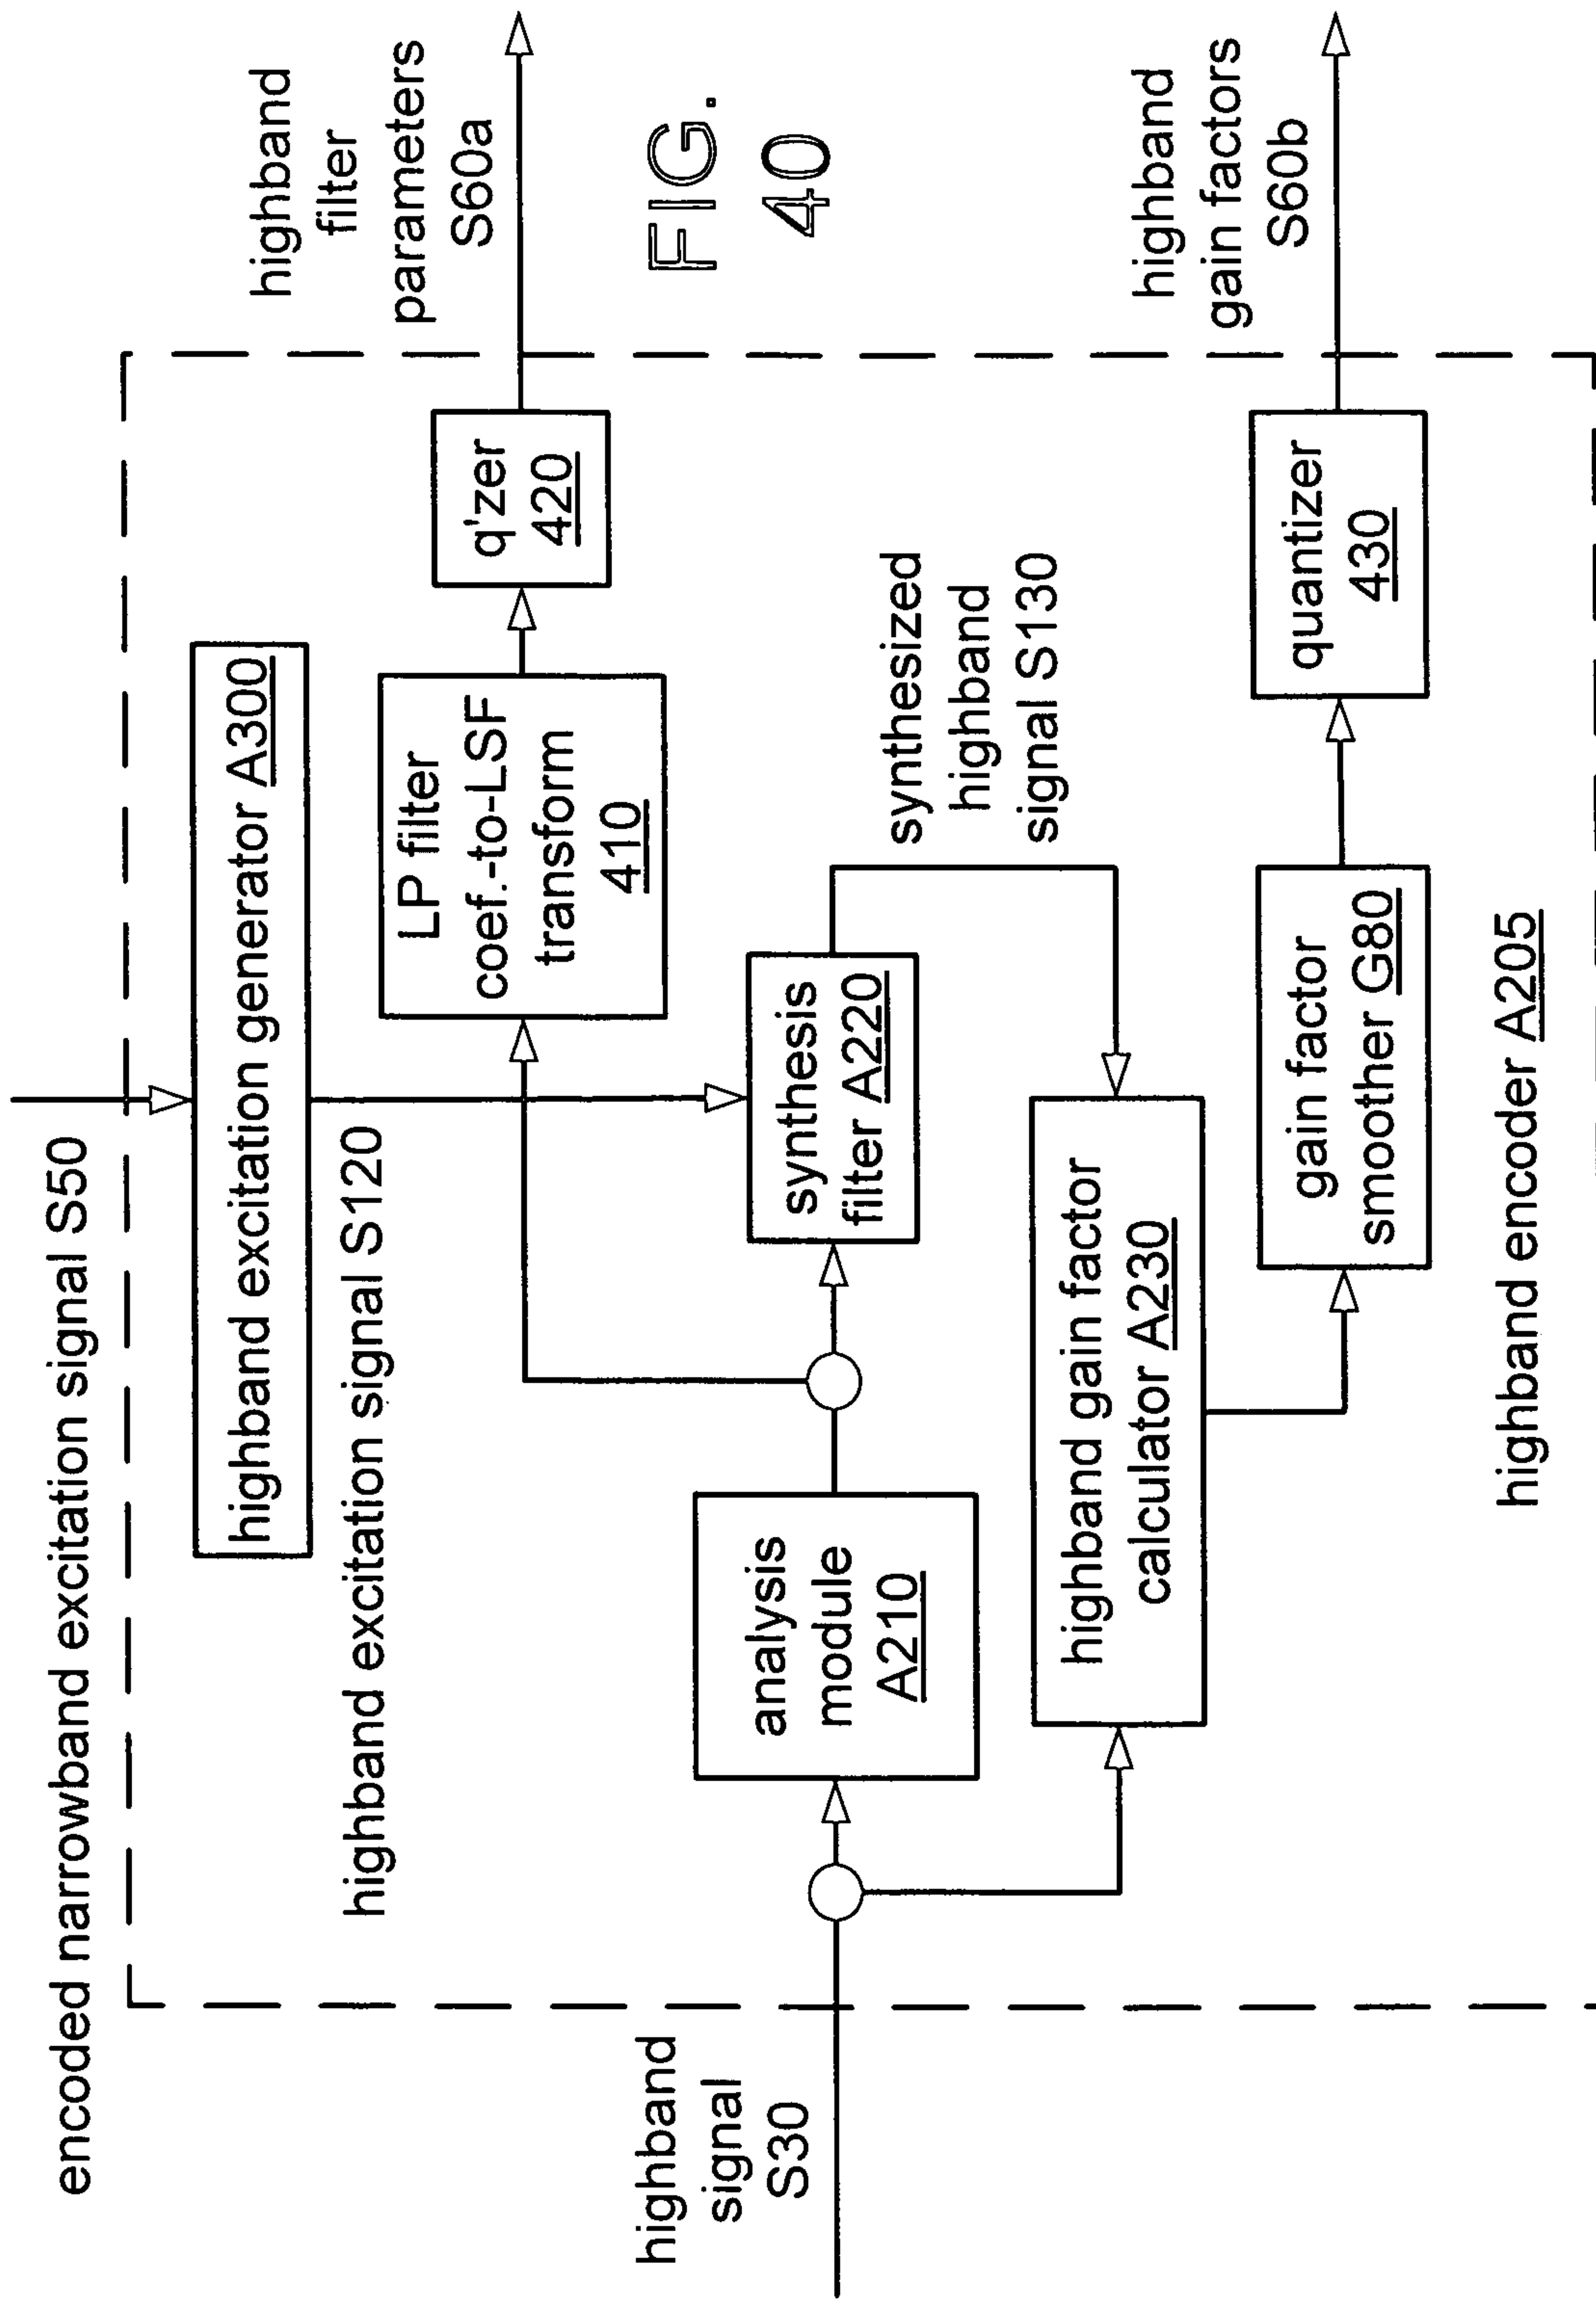 encoded narrowband excitation signal S50
highband excitation generator A300
highband excitation signal S120
highband
filter
parameters
S60a
LP filter
coef.-to-LSF
transform
410
q'zer
420
FIG.
40
highband
signal
S30
analysis
module
A210
synthesis
filter A220
synthesized
highband
signal S130
highband gain factor
calculator A230
gain factor
smoother G80
quantizer
430
highband
gain factors
S60b
highband encoder A205